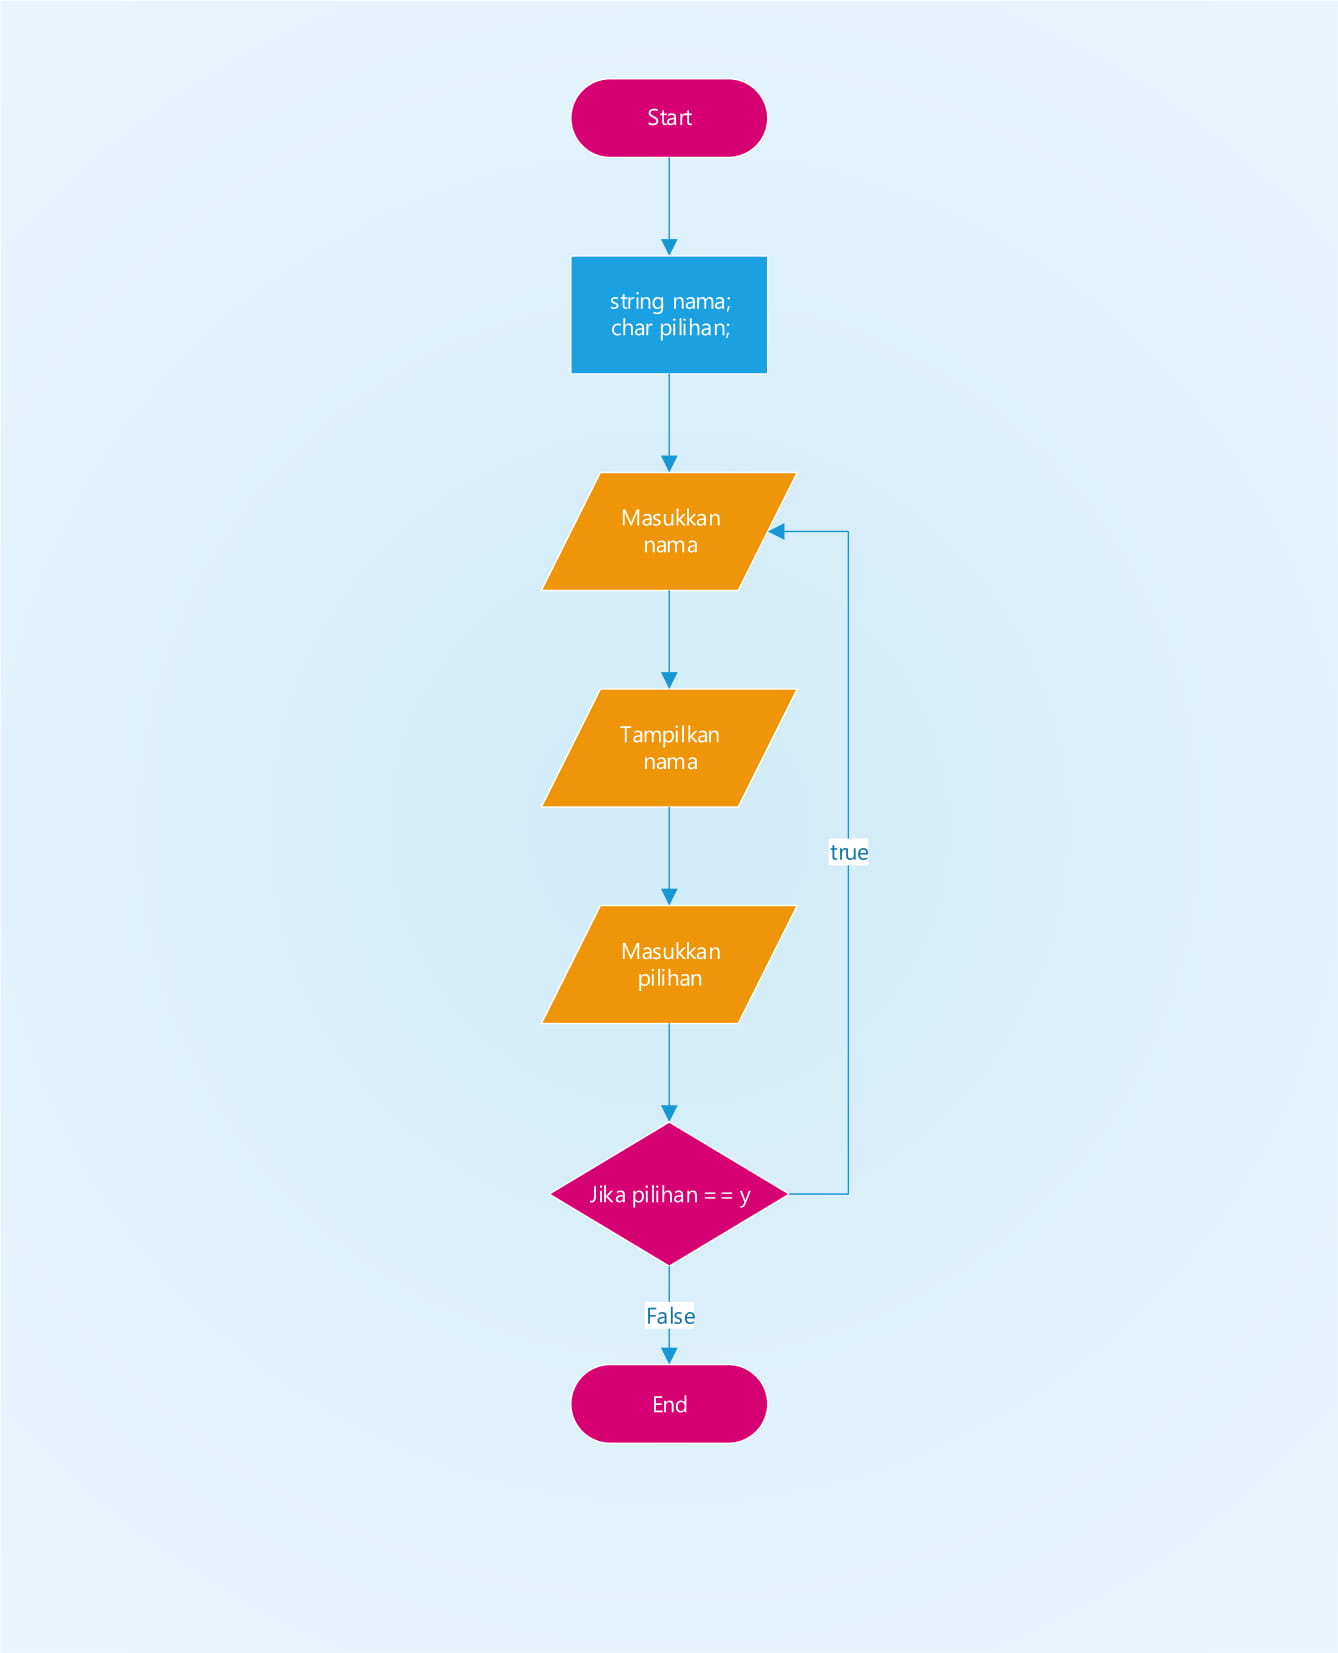 Start
string nama;
char pilihan;
Masukkan
nama
Tampilkan
nama
true
Masukkan
pilihan
Jika pilihan == y
False
End